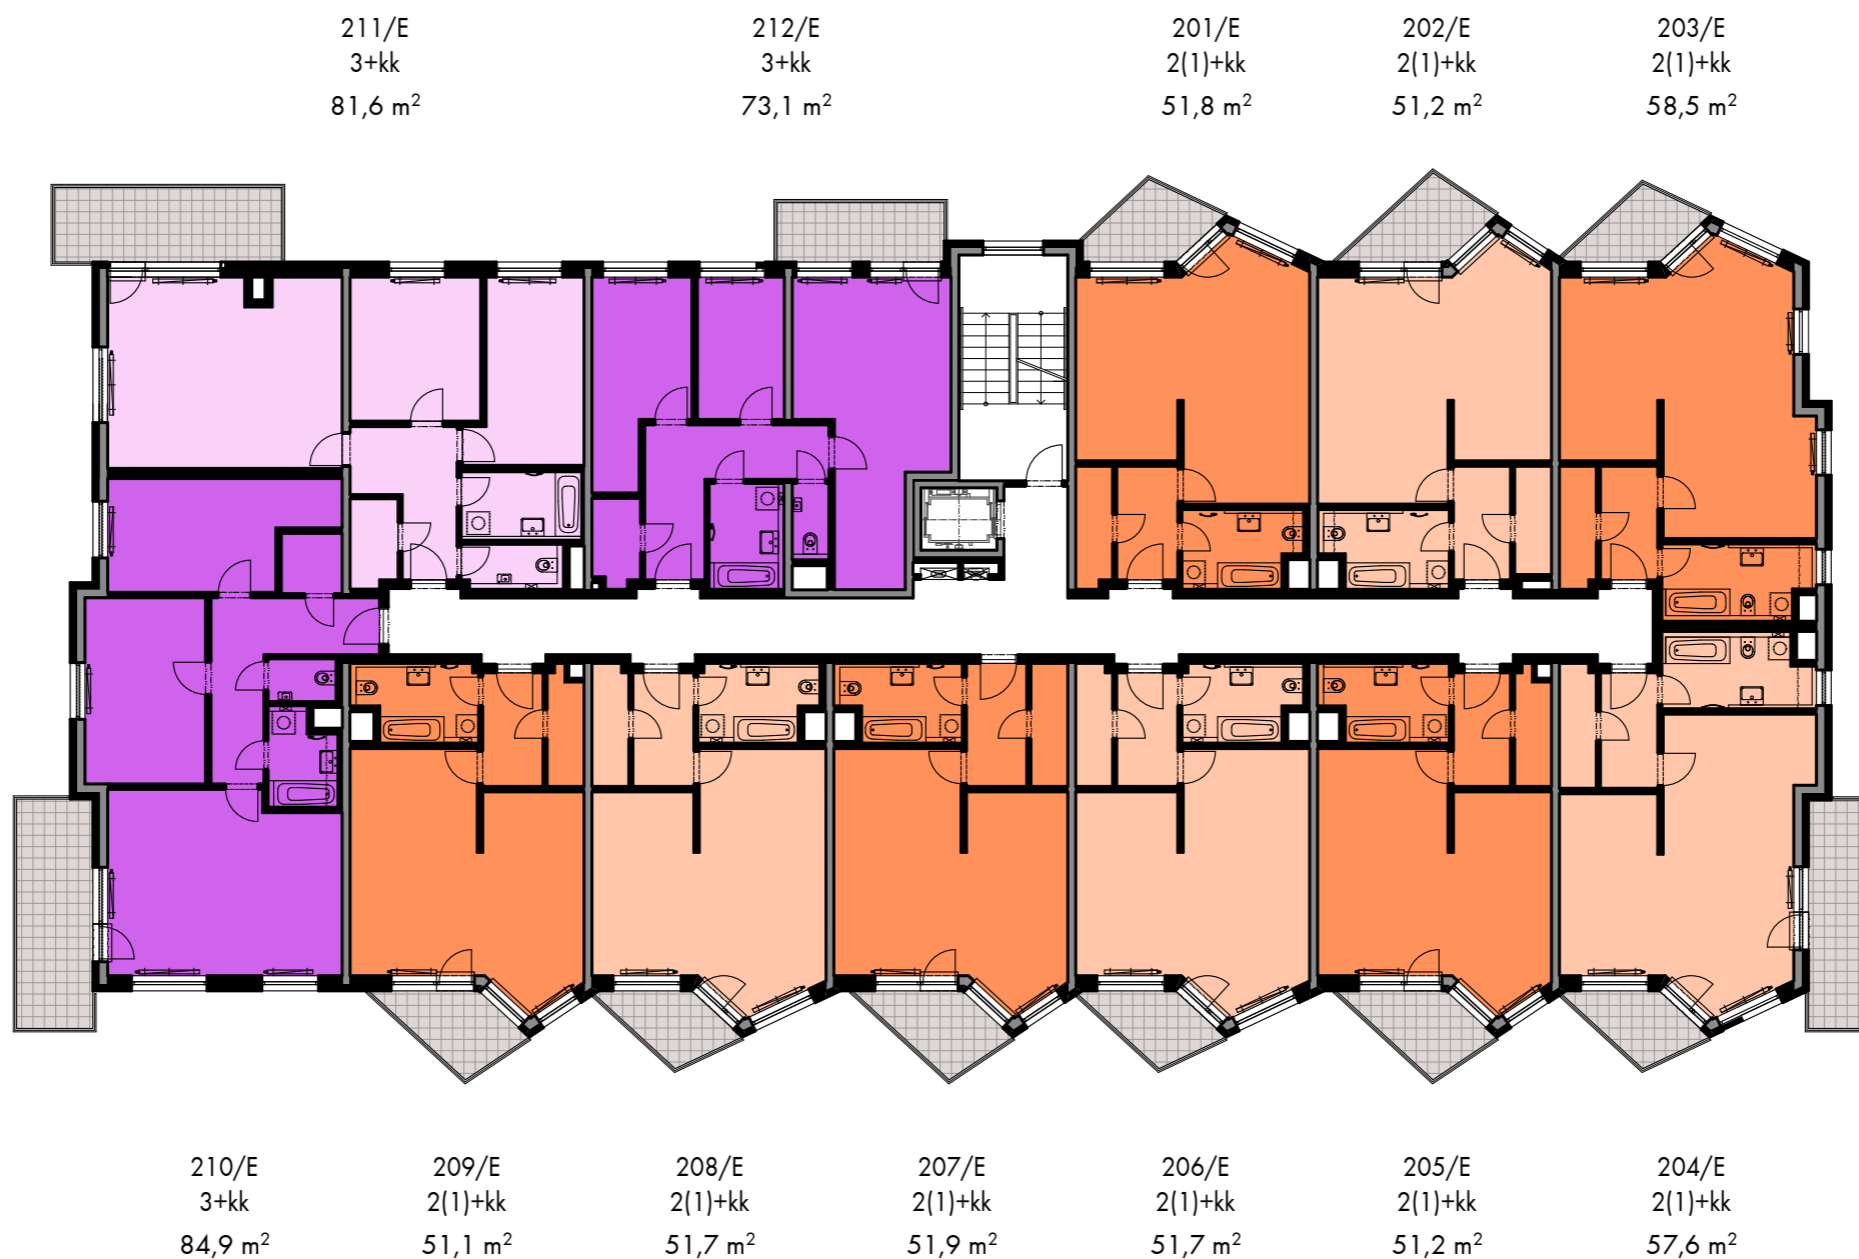 211/E
3+kk
81,6 m²
212/E
3+kk
73,1 m²
201/E
2(1)+kk
51,8 m²
202/E
2(1)+kk
51,2 m²
203/E
2(1)+kk
58,5 m²
210/E
3+kk
84,9 m²
209/E
2(1)+kk
51,1 m²
208/E
2(1)+kk
51,7 m²
207/E
2(1)+kk
51,9 m²
206/E
2(1)+kk
51,7 m²
205/E
2(1)+kk
51,2 m²
204/E
2(1)+kk
57,6 m²